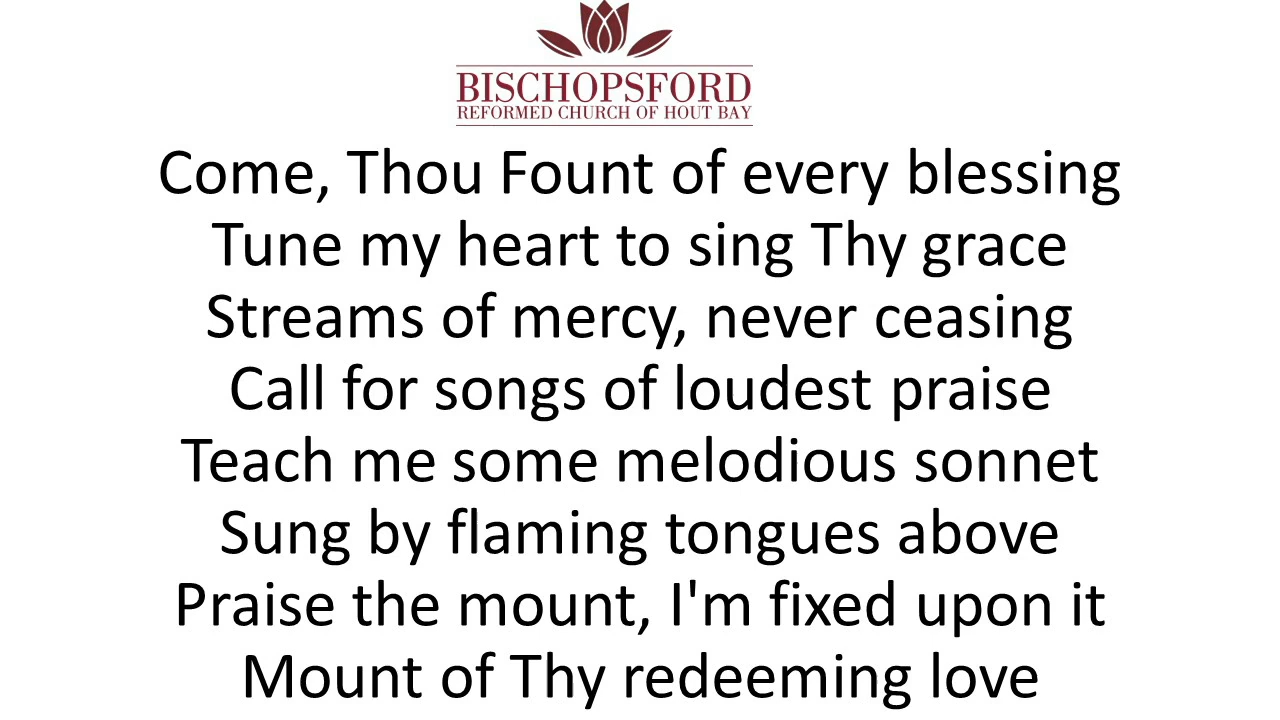 BISCHOPSFORD
REFORMED CHURCH OF HOUT BAY
Come, Thou Fount of every blessing
Tune my heart to sing Thy grace
Streams of mercy, never ceasing
Call for songs of loudest praise
Teach me some melodious sonnet
Sung by flaming tongues above
Praise the mount, I'm fixed upon it
Mount of Thy redeeming love